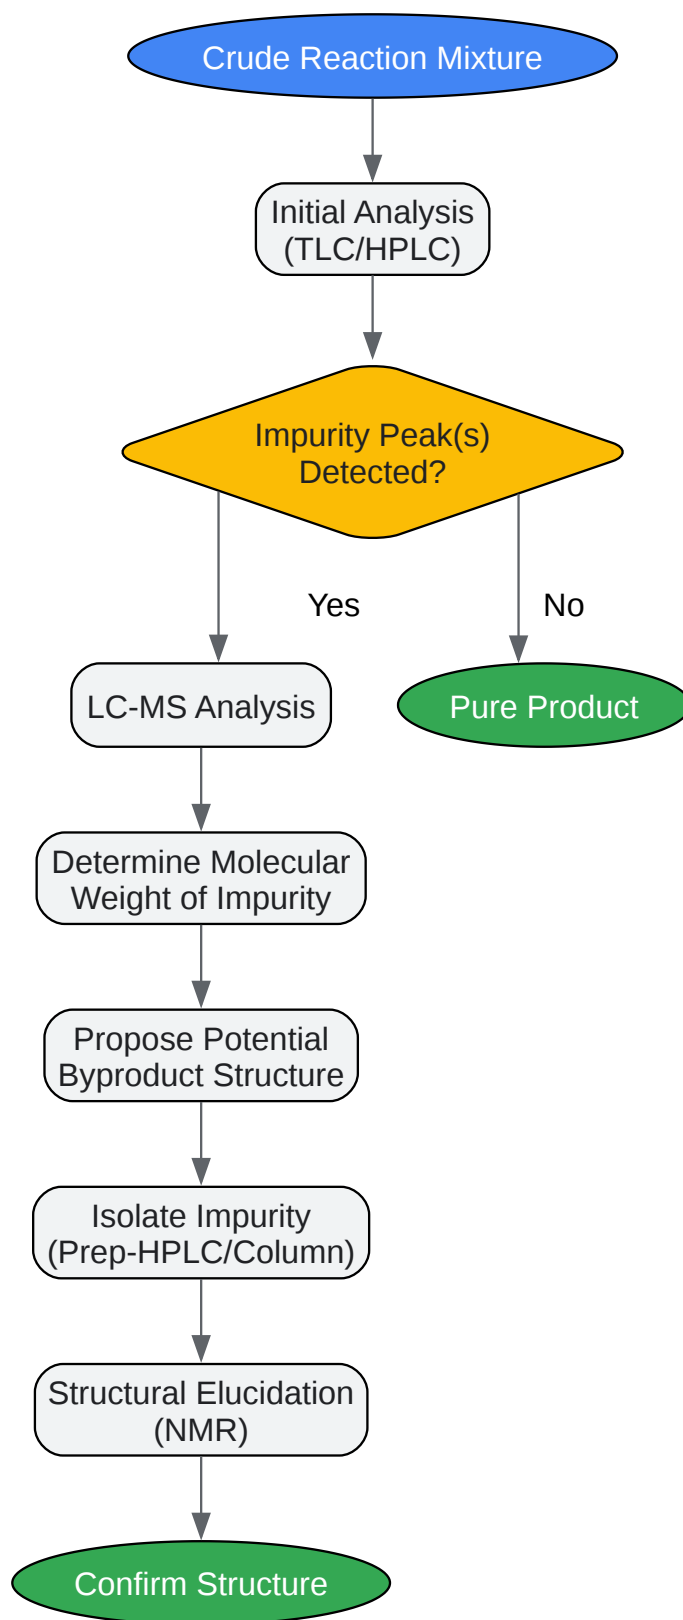 Crude Reaction Mixture
Initial Analysis
(TLC/HPLC)
Impurity Peak(s)
Detected?
Yes
No
LC-MS Analysis
Pure Product
Determine Molecular
Weight of Impurity
Propose Potential
Byproduct Structure
Isolate Impurity
(Prep-HPLC/Column)
Structural Elucidation
(NMR)
Confirm Structure